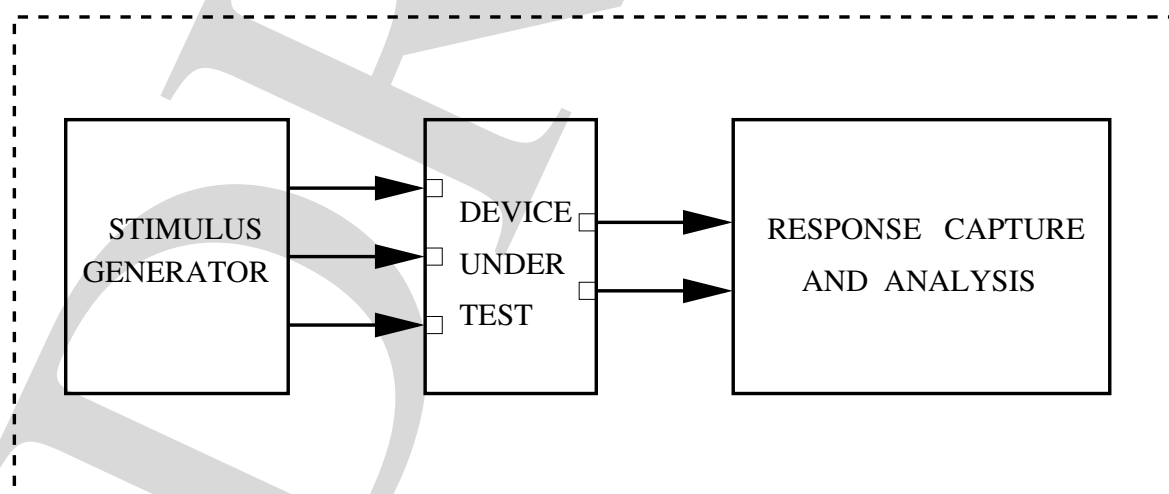 STIMULUS
GENERATOR
DEVICE
UNDER
TEST
RESPONSE CAPTURE
AND ANALYSIS